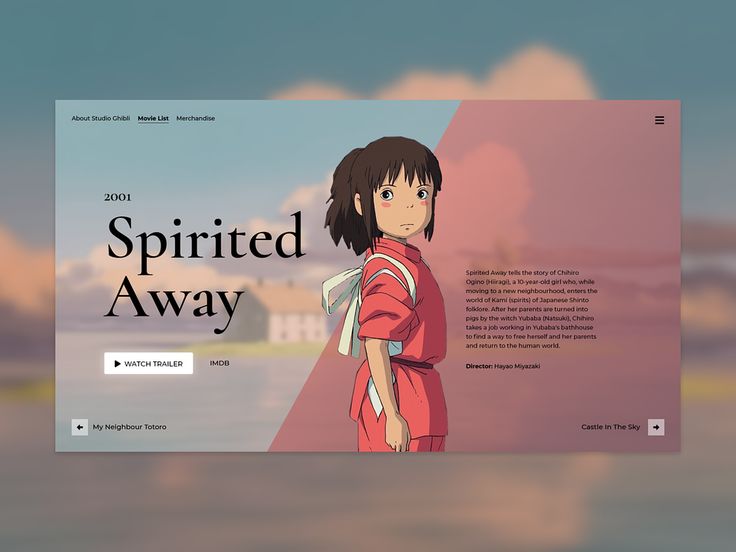 About Studio Ghibli Movie List Merchandise
2001
Spirited
Away
WATCH TRAILER IMDB
Spirited Away tells the story of Chihiro
Ogino (Hiiragi), a 10-year-old girl who, while
moving to a new neighbourhood, enters the
world of Kami (spirits) of Japanese Shinto
folklore. After her parents are turned into
pigs by the witch Yubaba (Natsuki), Chihiro
takes a job working in Yubaba's bathhouse
to find a way to free herself and her parents
and return to the human world.
Director: Hayao Miyazaki
My Neighbour Totoro
Castle In The Sky